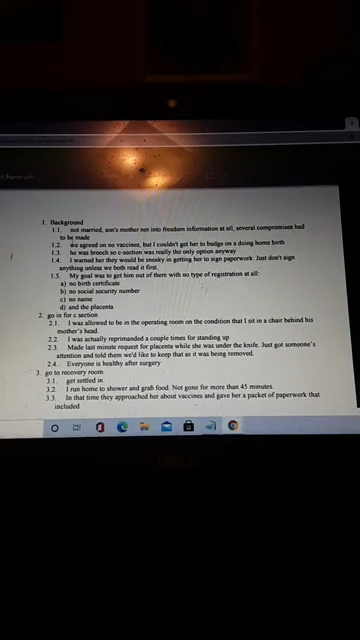 Report.pdf
1. Background
1.1. not married, son's mother not into freedom information at all, several compromises had
to be made
1.2. we agreed on no vaccines, but I couldn't get her to budge on a doing home birth
1.3. he was breech so c-section was really the only option anyway
1.4. I warned her they would be sneaky in getting her to sign paperwork. Just don't sign
anything unless we both read it first.
1.5. My goal was to get him out of there with no type of registration at all:
a) no birth certificate
b) no social security number
c) no name
d) and the placenta
2. go in for c section
2.1. I was allowed to be in the operating room on the condition that I sit in a chair behind his
mother's head.
2.2. I was actually reprimanded a couple times for standing up
2.3. Made last minute request for placenta while she was under the knife. Just got someone's
attention and told them we'd like to keep that as it was being removed.
2.4. Everyone is healthy after surgery
3. go to recovery room
3.1. get settled in
3.2. I run home to shower and grab food. Not gone for more than 45 minutes
3.3. In that time they approached her about vaccines and gave her a packet of paperwork that
included